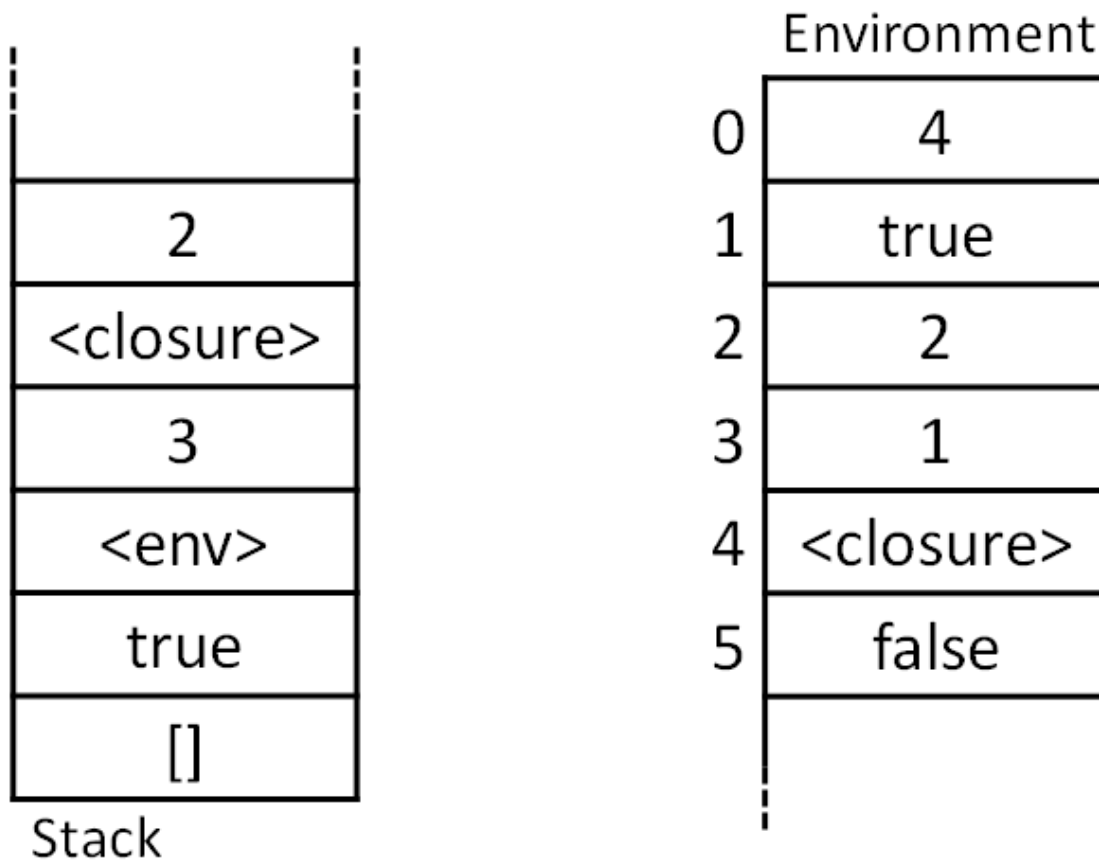 Environment
0 4
2 1 true
<closure> 2 2
3 3 1
<env> 4 <closure>
true 5 false
[]
Stack